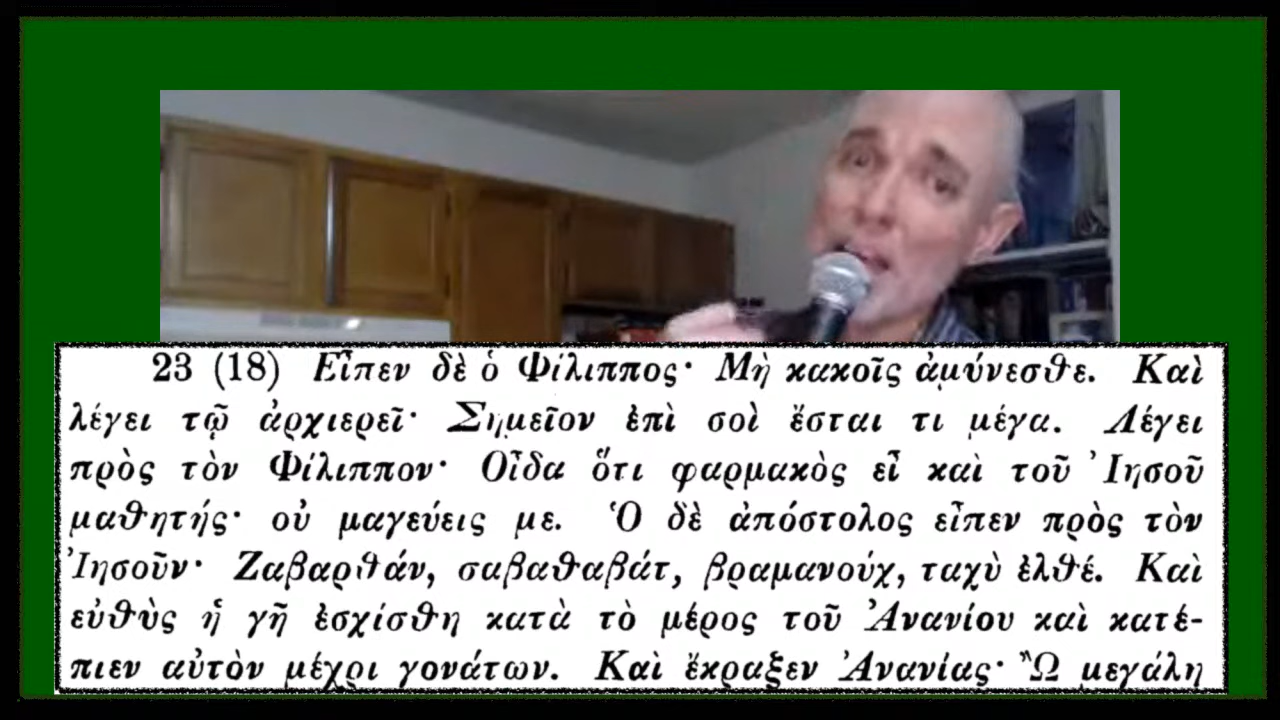 23 (18) Εἶπεν δὲ ὁ Φίλιππος· Μὴ κακοῖς ἀμύνεσθε. Καὶ
λέγει τῷ ἀρχιερεῖ· Σημεῖον ἐπὶ σοὶ ἔσται τι μέγα. Λέγει
πρὸς τὸν Φίλιππον· Οἶδα ὅτι φαρμακὸς εἶ καὶ τοῦ Ἰησοῦ
μαθητής· οὐ μαγεύεις με. Ὁ δὲ ἀπόστολος εἶπεν πρὸς τὸν
Ἰησοῦν· Ζαβαρθάν, σαβαθαβάτ, βραμανούχ, ταχὺ ἐλθέ. Καὶ
εὐθὺς ἡ γῆ ἐσχίσθη κατὰ τὸ μέρος τοῦ Ἀνανίου καὶ κατέ-
πιεν αὐτὸν μέχρι γονάτων. Καὶ ἔκραξεν Ἀνανίας· Ὢ μεγάλη